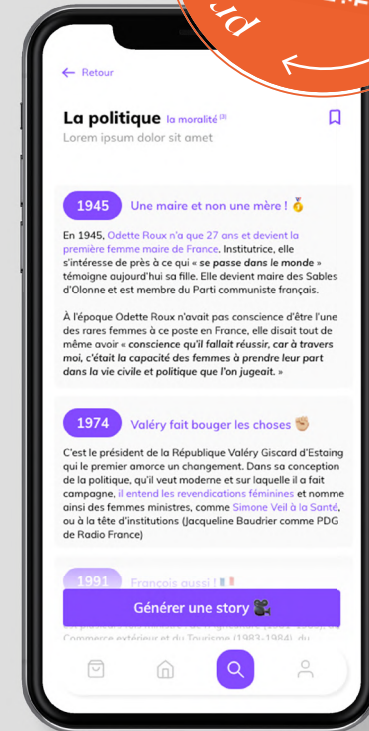 Retour
La politique la moralité (3)
Lorem ipsum dolor sit amet
1945 Une maire et non une mère ! 🥇
En 1945, Odette Roux n'a que 27 ans et devient la
première femme maire de France. Institutrice, elle
s'intéresse de près à ce qui « se passe dans le monde »
témoigne aujourd'hui sa fille. Elle devient maire des Sables
d'Olonne et est membre du Parti communiste français.
À l'époque Odette Roux n'avait pas conscience d'être l'une
des rares femmes à ce poste en France, elle disait tout de
même avoir « conscience qu'il fallait réussir, car à travers
moi, c'était la capacité des femmes à prendre leur part
dans la vie civile et politique que l'on jugeait. »
1974 Valéry fait bouger les choses ✊🏼
C'est le président de la République Valéry Giscard d'Estaing
qui le premier amorce un changement. Dans sa conception
de la politique, qu'il veut moderne et sur laquelle il a fait
campagne, il entend les revendications féminines et nomme
ainsi des femmes ministres, comme Simone Veil à la Santé,
ou à la tête d'institutions (Jacqueline Baudrier comme PDG
de Radio France)
1991 François aussi ! 🇫🇷
Générer une story 🎥
Commerce extérieur et du Tourisme (1983-1984), du